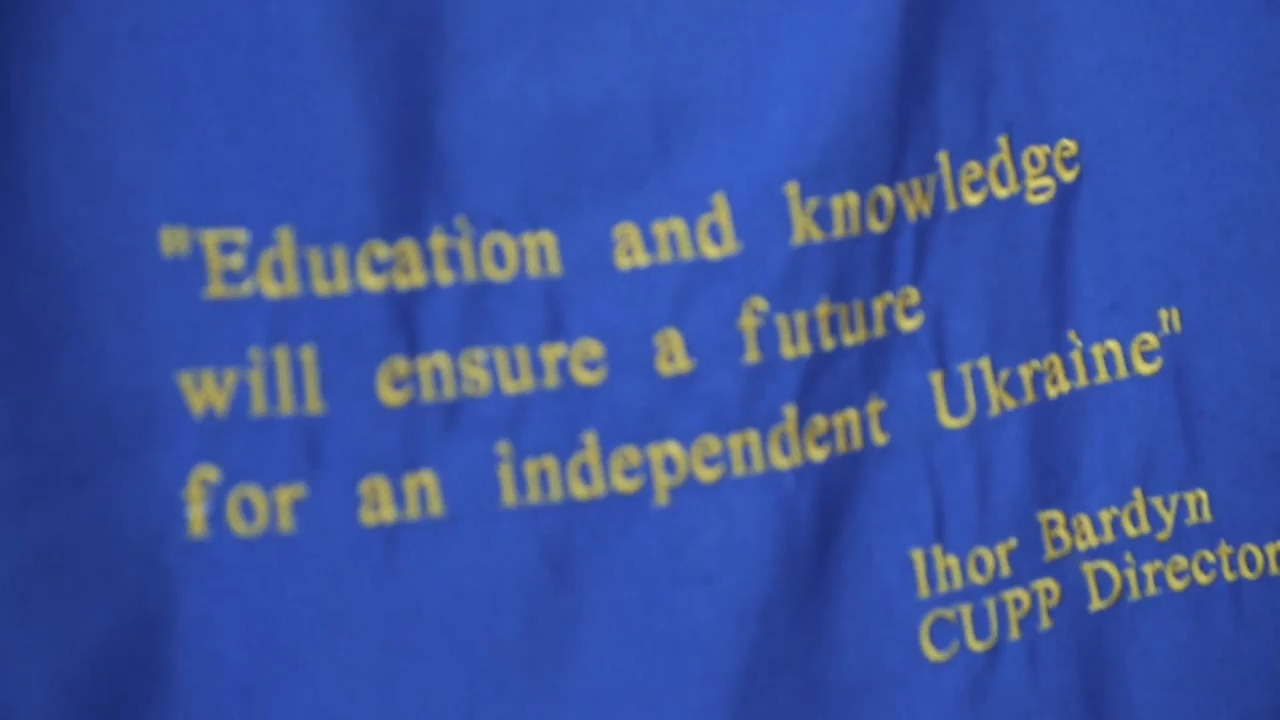 "Education and knowledge
will ensure a future
for an independent Ukraine"
Ihor Bardyn
CUPP Director